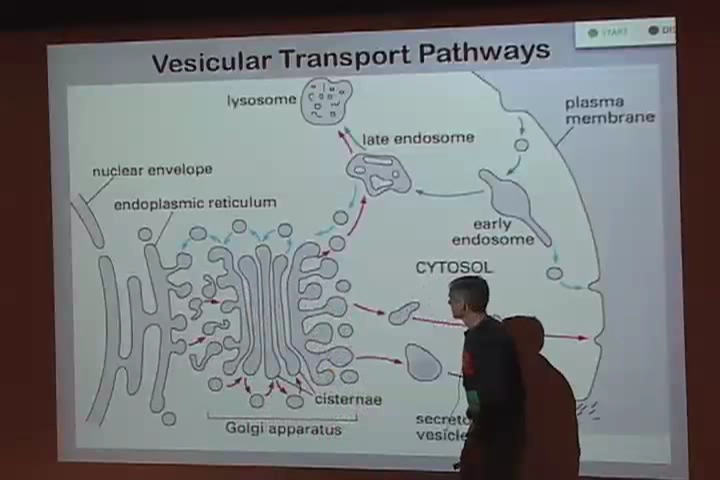 START
Vesicular Transport Pathways
lysosome
plasma
membrane
late endosome
nuclear envelope
endoplasmic reticulum
early
endosome
CYTOSOL
cisternae
Golgi apparatus